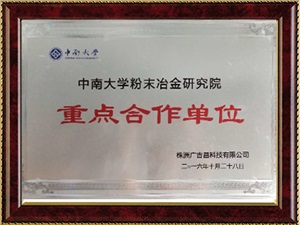 中南大学
中南大学粉末冶金研究院
重点合作单位
株洲广吉昌科技有限公司
二〇一六年十月二十八日